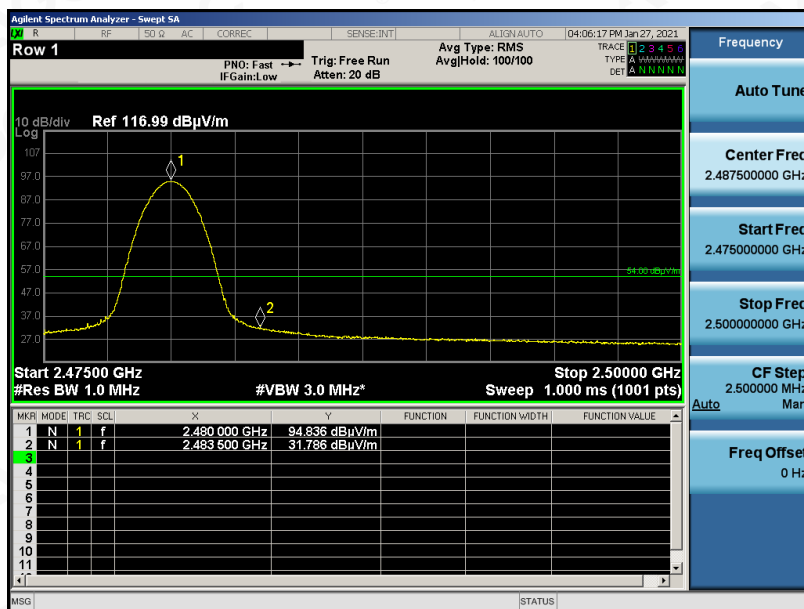 Agilent Spectrum Analyzer - Swept SA
LXI R RF 50 Ω AC CORREC SENSE:INT ALIGN AUTO 04:06:17 PM Jan 27, 2021
Row 1
PNO: Fast
IFGain:Low
Trig: Free Run
Atten: 20 dB
Avg Type: RMS
Avg|Hold: 100/100
TRACE 1 2 3 4 5 6
TYPE A WWWWW
DET A N N N N N
10 dB/div Ref 116.99 dBµV/m
Log
107
97.0
87.0
77.0
67.0
57.0
47.0
37.0
27.0
1
2
54.00 dBµV/m
Start 2.47500 GHz Stop 2.50000 GHz
#Res BW 1.0 MHz #VBW 3.0 MHz* Sweep 1.000 ms (1001 pts)
MKR MODE TRC SCL X Y FUNCTION FUNCTION WIDTH FUNCTION VALUE
1 N 1 f 2.480 000 GHz 94.836 dBµV/m
2 N 1 f 2.483 500 GHz 31.786 dBµV/m
3
4
5
6
7
8
9
10
11
MSG STATUS
Frequency
Auto Tune
Center Freq
2.487500000 GHz
Start Freq
2.475000000 GHz
Stop Freq
2.500000000 GHz
CF Step
2.500000 MHz
Auto Man
Freq Offset
0 Hz